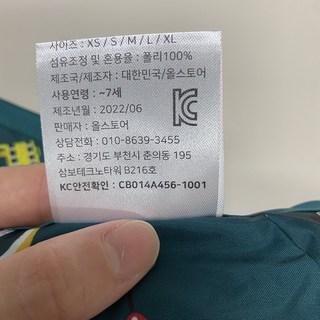 사이즈 : XS / S / M / L / XL
섬유조정 및 혼용율 : 폴리100%
제조국/제조자 : 대한민국/올스토어
사용연령 : ~7세
제조년월 : 2022/06
판매자 : 올스토어
상담전화 : 010-8639-3455
주소 : 경기도 부천시 춘의동 195
삼보테크노타워 B216호
KC안전확인 : CB014A456-1001